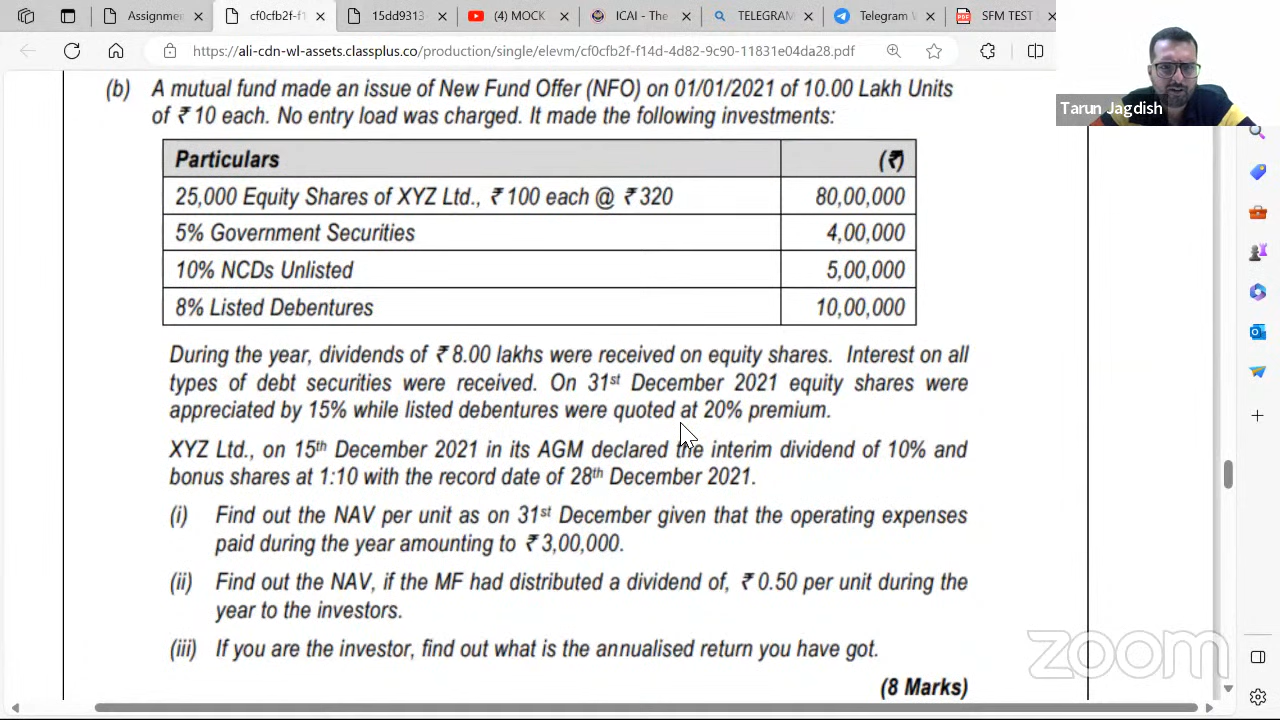 Assignmen
cf0cfb2f-f1
15dd9313
(4) MOCK
ICAI - The
TELEGRAM
Telegram
SFM TEST
https://ali-cdn-wl-assets.classplus.co/production/single/elevm/cf0cfb2f-f14d-4d82-9c90-11831e04da28.pdf
Tarun Jagdish
(b) A mutual fund made an issue of New Fund Offer (NFO) on 01/01/2021 of 10.00 Lakh Units
of ₹ 10 each. No entry load was charged. It made the following investments:
Particulars (₹)
25,000 Equity Shares of XYZ Ltd., ₹ 100 each @ ₹ 320 80,00,000
5% Government Securities 4,00,000
10% NCDs Unlisted 5,00,000
8% Listed Debentures 10,00,000
During the year, dividends of ₹ 8.00 lakhs were received on equity shares. Interest on all
types of debt securities were received. On 31st December 2021 equity shares were
appreciated by 15% while listed debentures were quoted at 20% premium.
XYZ Ltd., on 15th December 2021 in its AGM declared the interim dividend of 10% and
bonus shares at 1:10 with the record date of 28th December 2021.
(i) Find out the NAV per unit as on 31st December given that the operating expenses
paid during the year amounting to ₹ 3,00,000.
(ii) Find out the NAV, if the MF had distributed a dividend of, ₹ 0.50 per unit during the
year to the investors.
(iii) If you are the investor, find out what is the annualised return you have got.
(8 Marks)
zoom